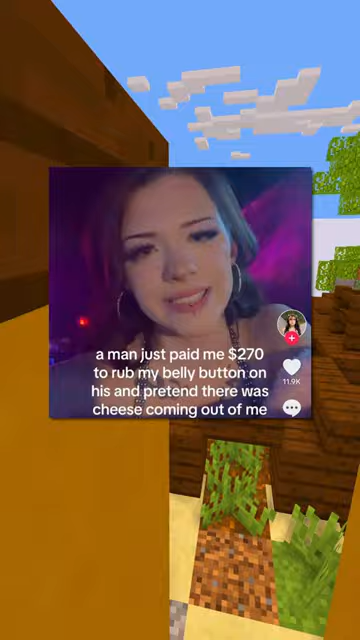 a man just paid me $270
to rub my belly button on
his and pretend there was
cheese coming out of me
11.9K